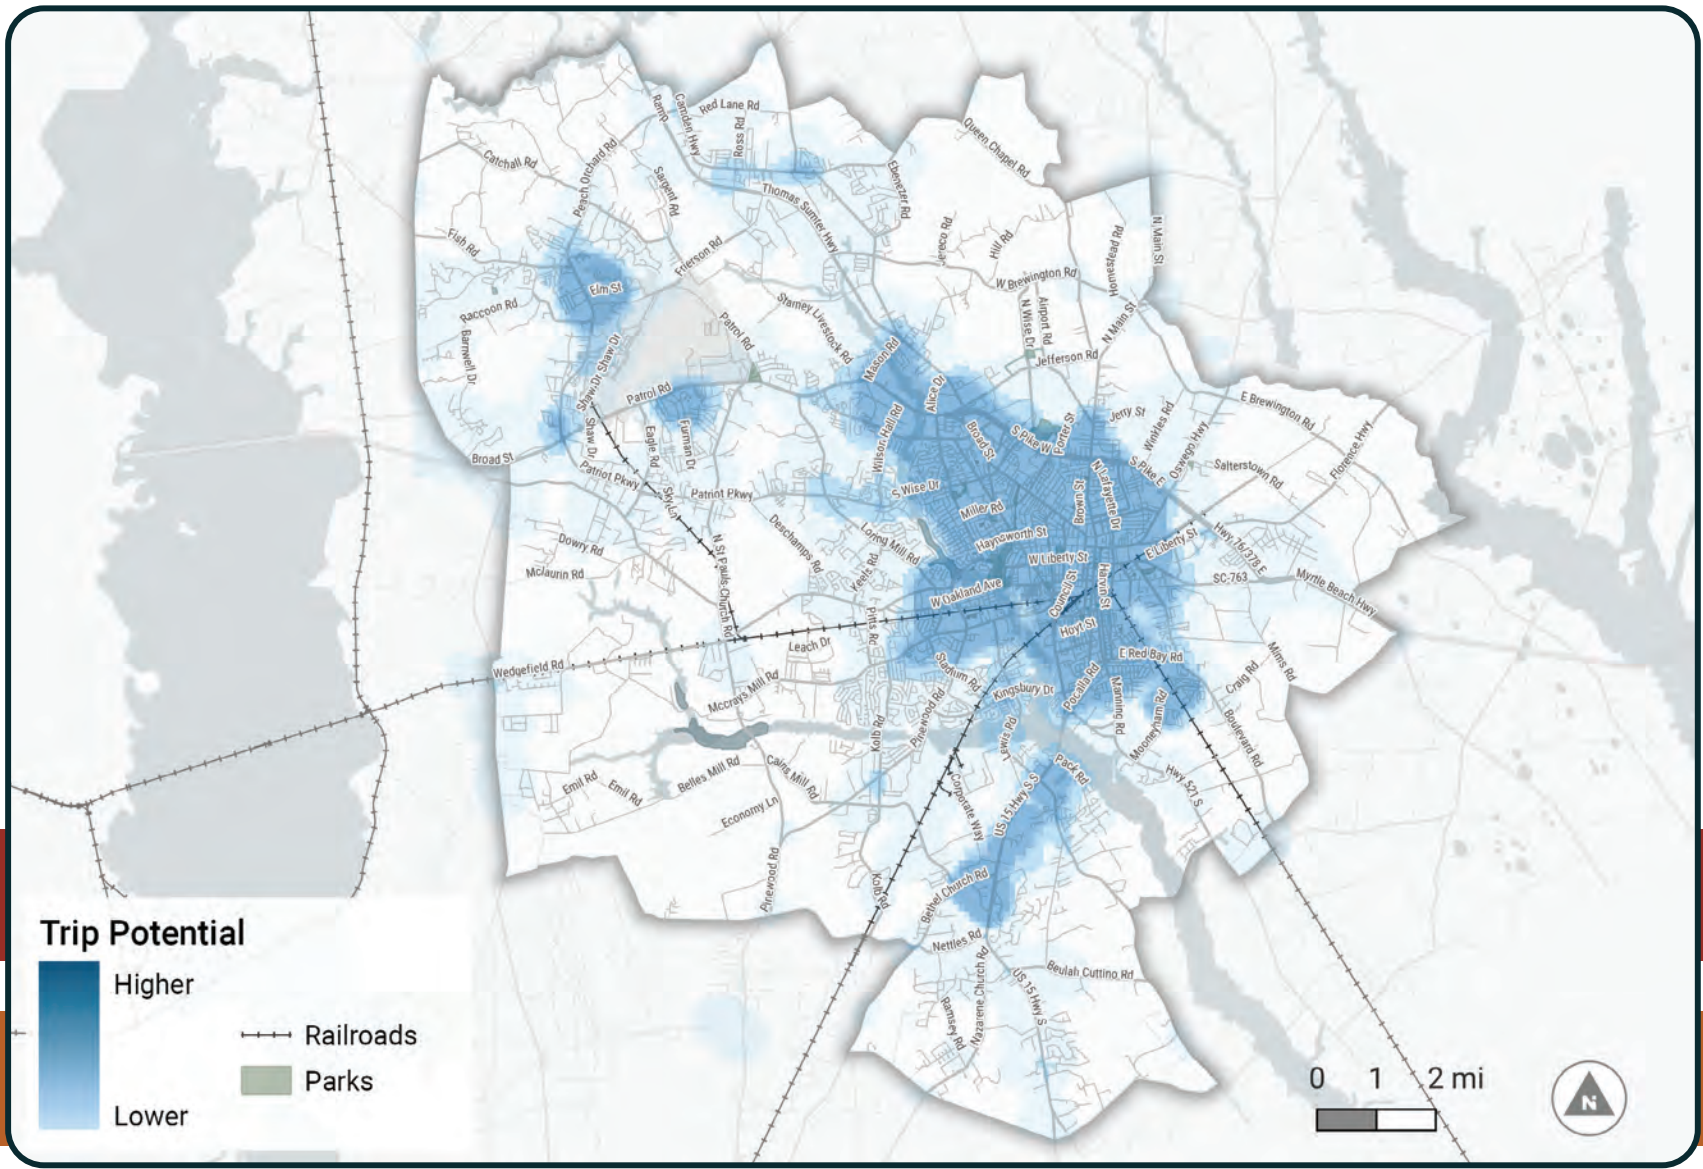 Ramp
Camden Hwy
Red Lane Rd
Ross Rd
Queen Chapel Rd
Catchall Rd
Peach Orchard Rd
Sargent Rd
Thomas Sumter Hwy
Ebenezer Rd
Fish Rd
Frierson Rd
Jereco Rd
Hill Rd
Homestead Rd
N Main St
W Brewington Rd
Elm St
Raccoon Rd
Stamey Livestock Rd
Patrol Rd
N Wise Dr
Airport Rd
N Main St
Barnwell Dr
Shaw Dr
Shaw Dr
Mason Rd
Jefferson Rd
Patrol Rd
Alice Dr
E Brewington Rd
Shaw Dr
Eagle Rd
Furman Dr
Wilson Hall Rd
Broad St
S Pike W
Porter St
Jerry St
Winkles Rd
Oswego Hwy
Florence Hwy
Broad St
Patriot Pkwy
Patriot Pkwy
S Wise Dr
N Lafayette Dr
S Pike E
Salterstown Rd
Sky Ln
Miller Rd
Brown St
Dowry Rd
Deschamps Rd
Loring Mill Rd
Haynsworth St
E Liberty St
Hwy 76/378 E
Mclaurin Rd
N St Pauls Church Rd
Keels Rd
W Liberty St
SC-763
Myrtle Beach Hwy
W Oakland Ave
Council St
Harvin St
Pitts Rd
Hoyt St
Leach Dr
E Red Bay Rd
Mims Rd
Wedgefield Rd
Stadium Rd
Craig Rd
Mccrays Mill Rd
Kingsbury Dr
Pocalla Rd
Manning Rd
Mooneyham Rd
Boulevard Rd
Kolb Rd
Pinewood Rd
Lewis Rd
Emil Rd
Emil Rd
Belles Mill Rd
Cains Mill Rd
Pack Rd
Hwy 521 S
Economy Ln
Corporate Way
US 15 Hwy S S
Pinewood Rd
Kolb Rd
Bethel Church Rd
Nettles Rd
Beulah Cuttino Rd
Nazarene Church Rd
US 15 Hwy S
Ramsey Rd
Trip Potential
Higher
Lower
Railroads
Parks
0 1 2 mi
N